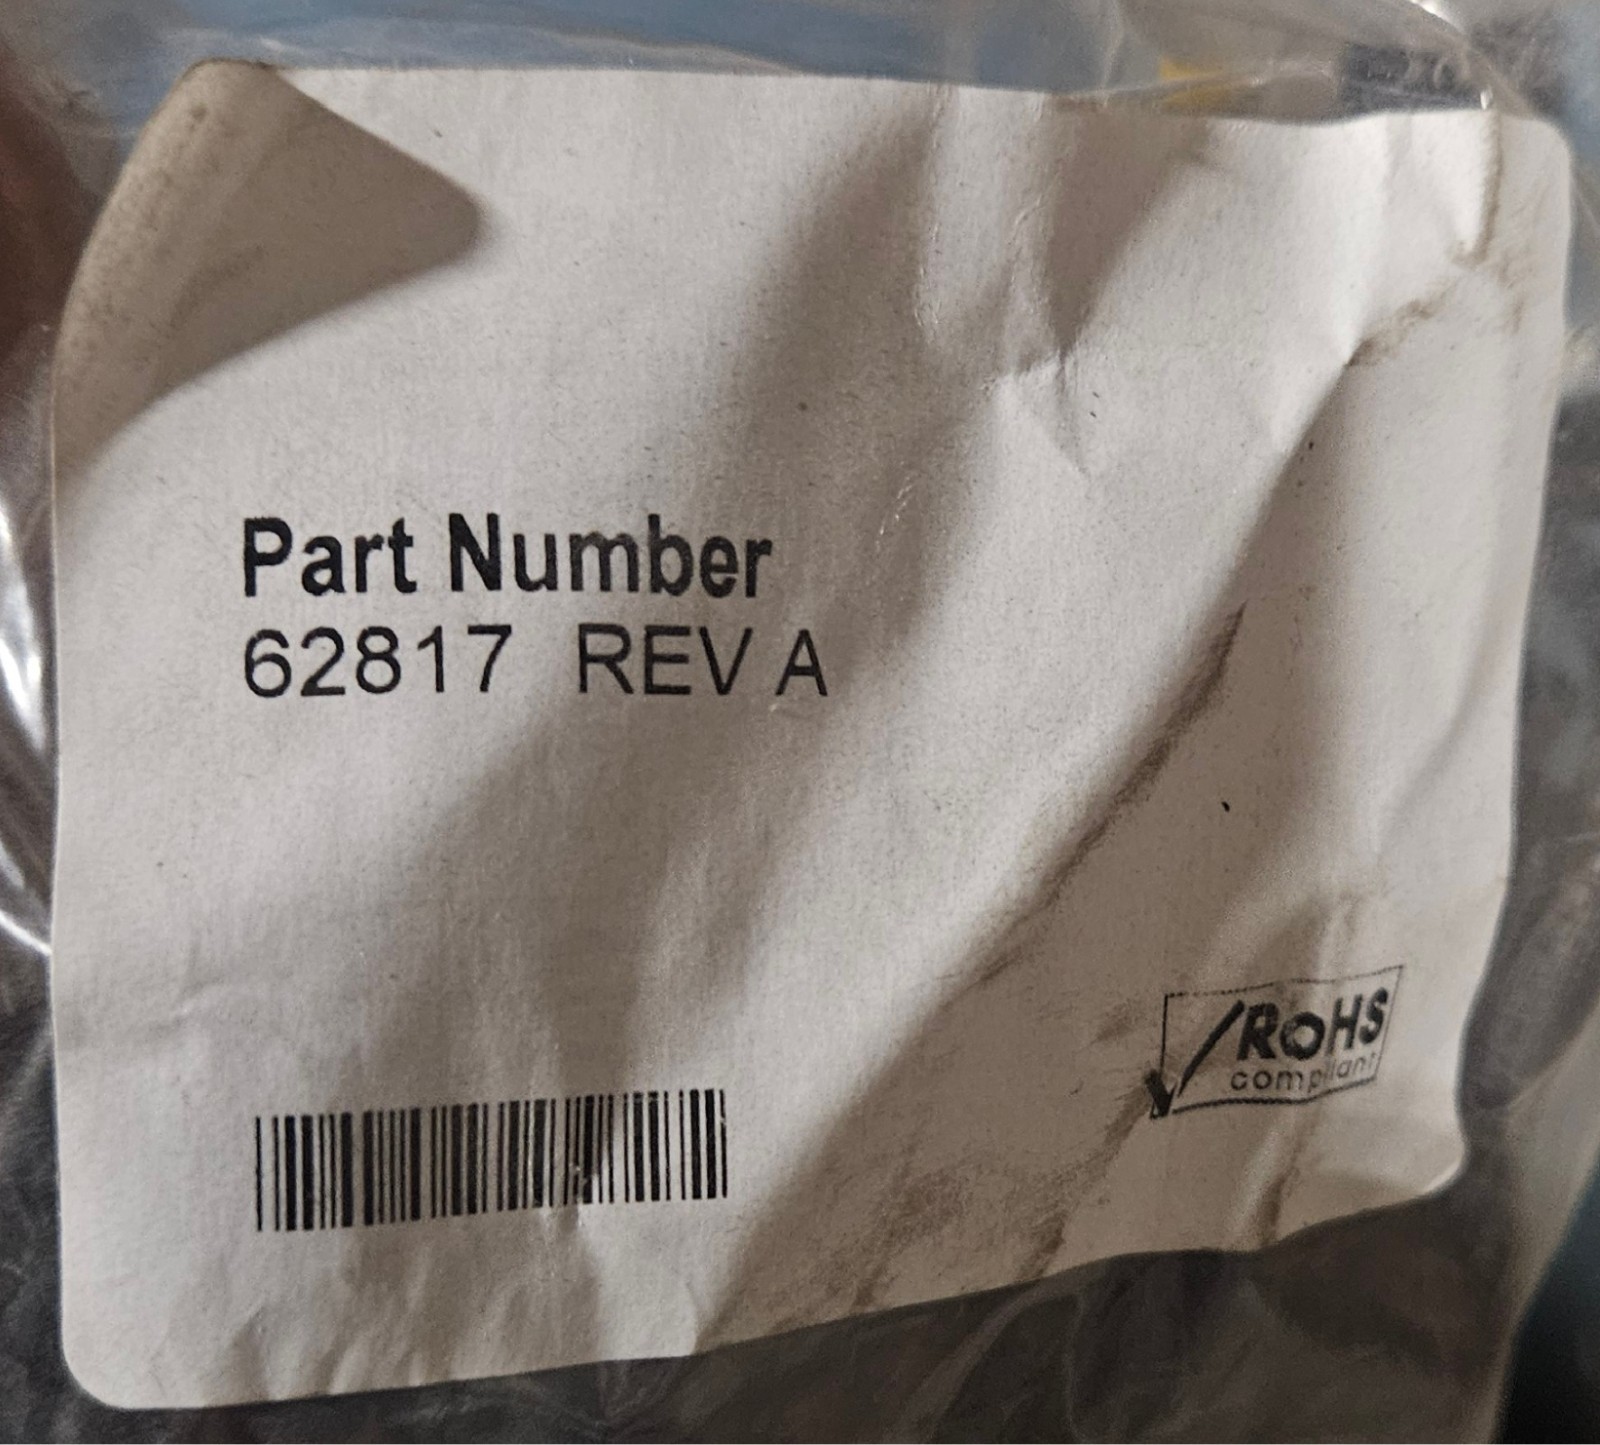 Part Number
62817 REV A
RoHS
compliant